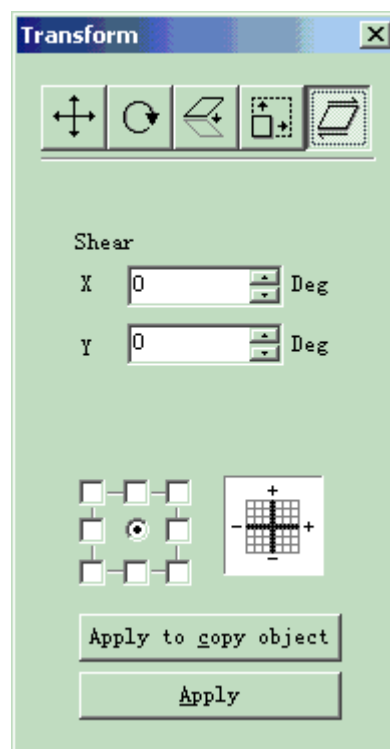 Transform
Shear
X 0 Deg
Y 0 Deg
+
- +
-
Apply to copy object
Apply